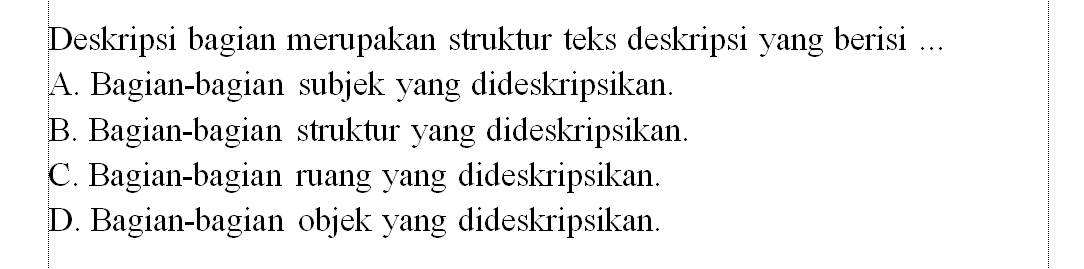 Deskripsi bagian merupakan struktur teks deskripsi yang berisi ...
A. Bagian-bagian subjek yang dideskripsikan.
B. Bagian-bagian struktur yang dideskripsikan.
C. Bagian-bagian ruang yang dideskripsikan.
D. Bagian-bagian objek yang dideskripsikan.